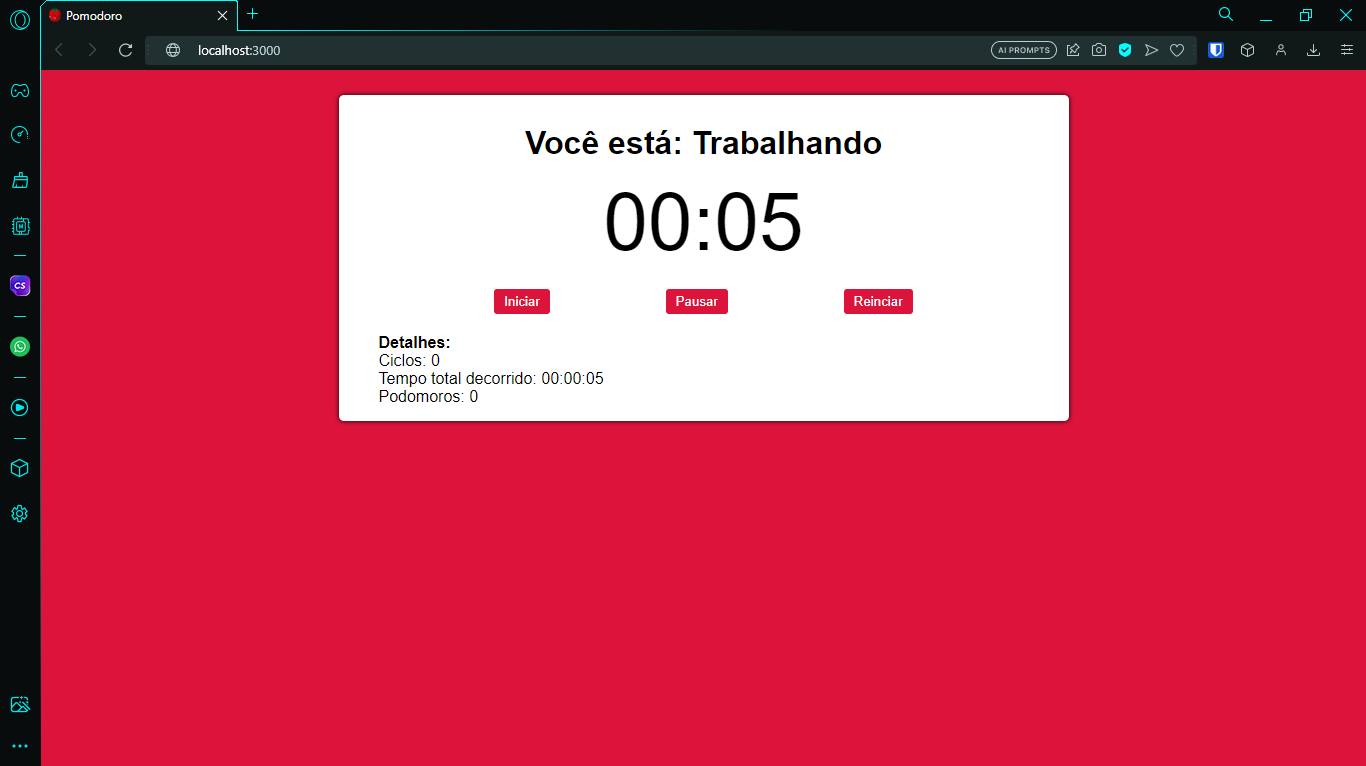 Pomodoro
localhost:3000
AI PROMPTS
CS
Você está: Trabalhando
00:05
Iniciar Pausar Reinciar
Detalhes:
Ciclos: 0
Tempo total decorrido: 00:00:05
Podomoros: 0